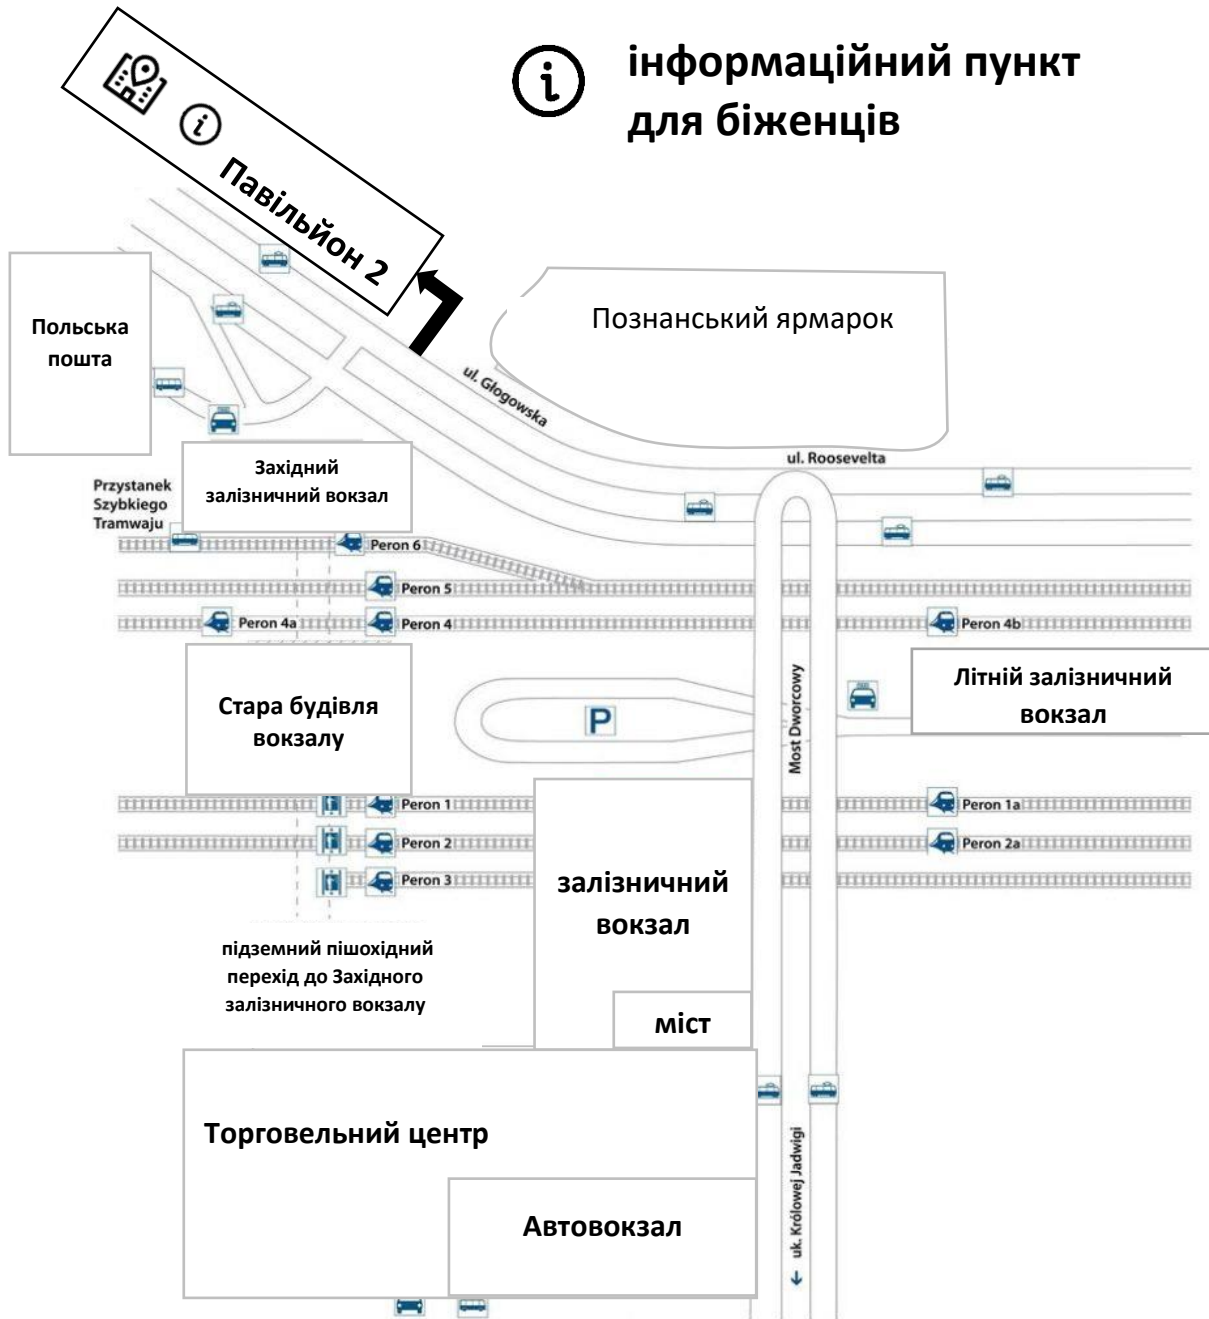 інформаційний пункт
для біженців
Павільйон 2
Польська
пошта
Познанський ярмарок
ul. Głogowska
ul. Roosevelta
Західний
залізничний вокзал
Przystanek
Szybkiego
Tramwaju
Peron 6
Peron 5
Peron 4a
Peron 4
Peron 4b
Стара будівля
вокзалу
P
Most Dworcowy
Літній залізничний
вокзал
Peron 1
Peron 1a
Peron 2
Peron 2a
Peron 3
залізничний
вокзал
підземний пішохідний
перехід до Західного
залізничного вокзалу
міст
Торговельний центр
Автовокзал
uk. Królowej Jadwigi